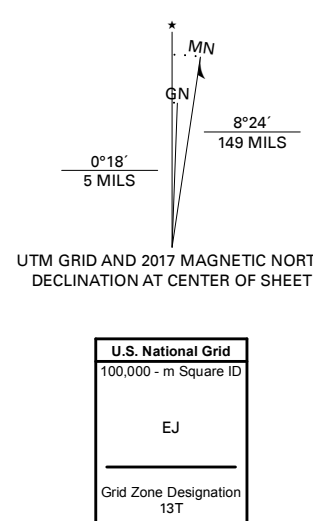 ★
MN
GN
8°24´
149 MILS
0°18´
5 MILS
UTM GRID AND 2017 MAGNETIC NORT
DECLINATION AT CENTER OF SHEET
U.S. National Grid
100,000 - m Square ID
EJ
Grid Zone Designation
13T